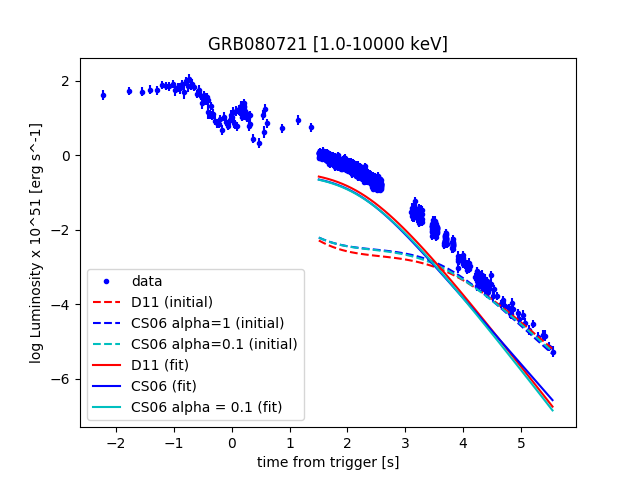 GRB080721 [1.0-10000 keV]
log Luminosity x 10^51 [erg s^-1]
2
0
−2
−4
−6
data
D11 (initial)
CS06 alpha=1 (initial)
CS06 alpha=0.1 (initial)
D11 (fit)
CS06 (fit)
CS06 alpha = 0.1 (fit)
−2 −1 0 1 2 3 4 5
time from trigger [s]